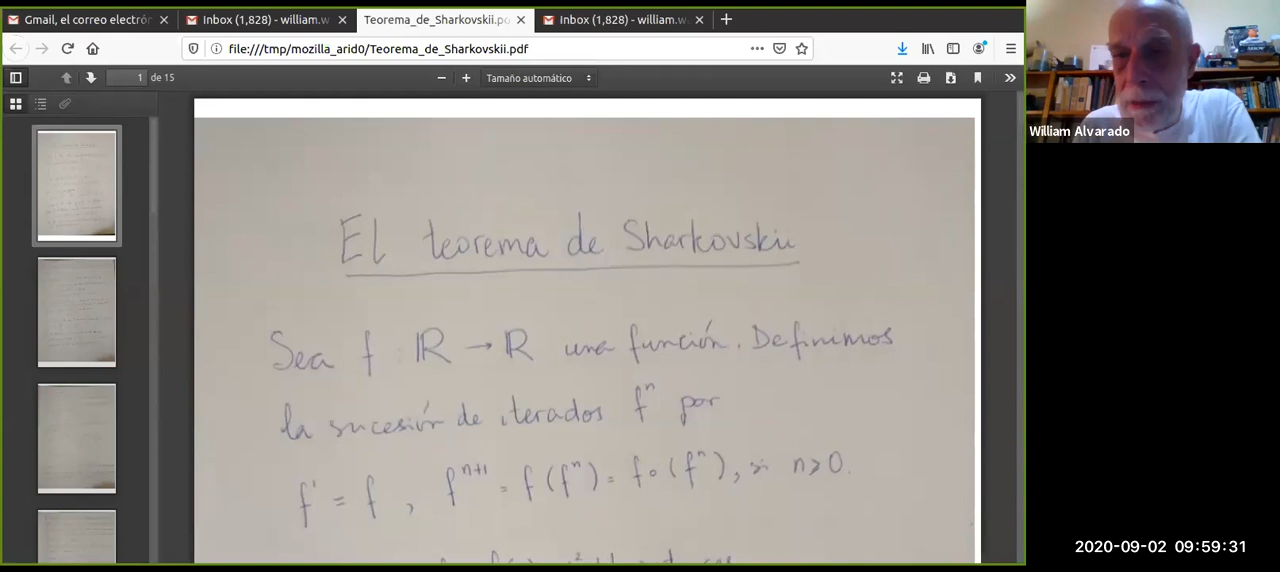 Gmail, el correo electrón
Inbox (1,828) - william.w
Teorema_de_Sharkovskii.pd
Inbox (1,828) - william.w
file:///tmp/mozilla_arid0/Teorema_de_Sharkovskii.pdf
1 de 15
Tamaño automático
William Alvarado
El teorema de Sharkovskii
Sea f : ℝ → ℝ una función. Definimos
la sucesión de iterados fⁿ por
f¹ = f , fⁿ⁺¹ = f(fⁿ) = f∘(fⁿ), si n>0.
2020-09-02 09:59:31